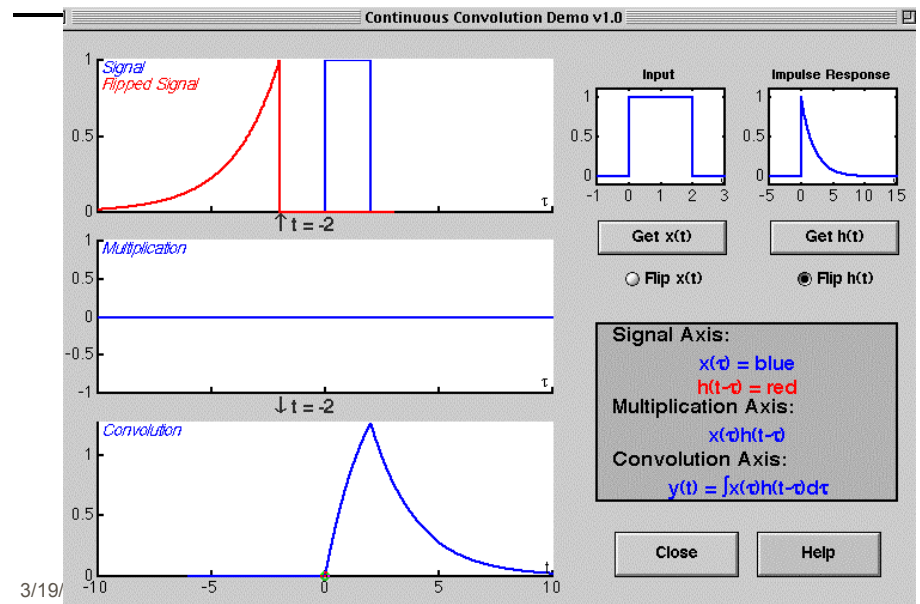 Continuous Convolution Demo v1.0
Signal
Flipped Signal
1
0.5
0
τ
↑ t = -2
Multiplication
1
0.5
0
-0.5
-1
τ
↓ t = -2
Convolution
1
0.5
0
t
-10 -5 0 5 10
Input
1
0.5
0
-1 0 1 2 3
Impulse Response
1
0.5
0
-5 0 5 10 15
Get x(t)
Get h(t)
Flip x(t)
Flip h(t)
Signal Axis:
x(τ) = blue
h(t-τ) = red
Multiplication Axis:
x(τ)h(t-τ)
Convolution Axis:
y(t) = ∫x(τ)h(t-τ)dτ
Close
Help
3/19/